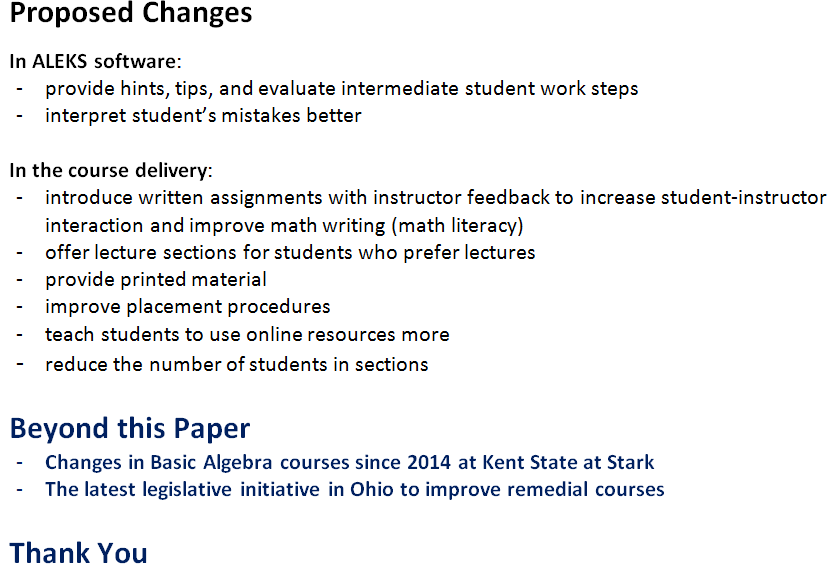 Proposed Changes
In ALEKS software:
- provide hints, tips, and evaluate intermediate student work steps
- interpret student’s mistakes better
In the course delivery:
- introduce written assignments with instructor feedback to increase student-instructor
interaction and improve math writing (math literacy)
- offer lecture sections for students who prefer lectures
- provide printed material
- improve placement procedures
- teach students to use online resources more
- reduce the number of students in sections
Beyond this Paper
- Changes in Basic Algebra courses since 2014 at Kent State at Stark
- The latest legislative initiative in Ohio to improve remedial courses
Thank You